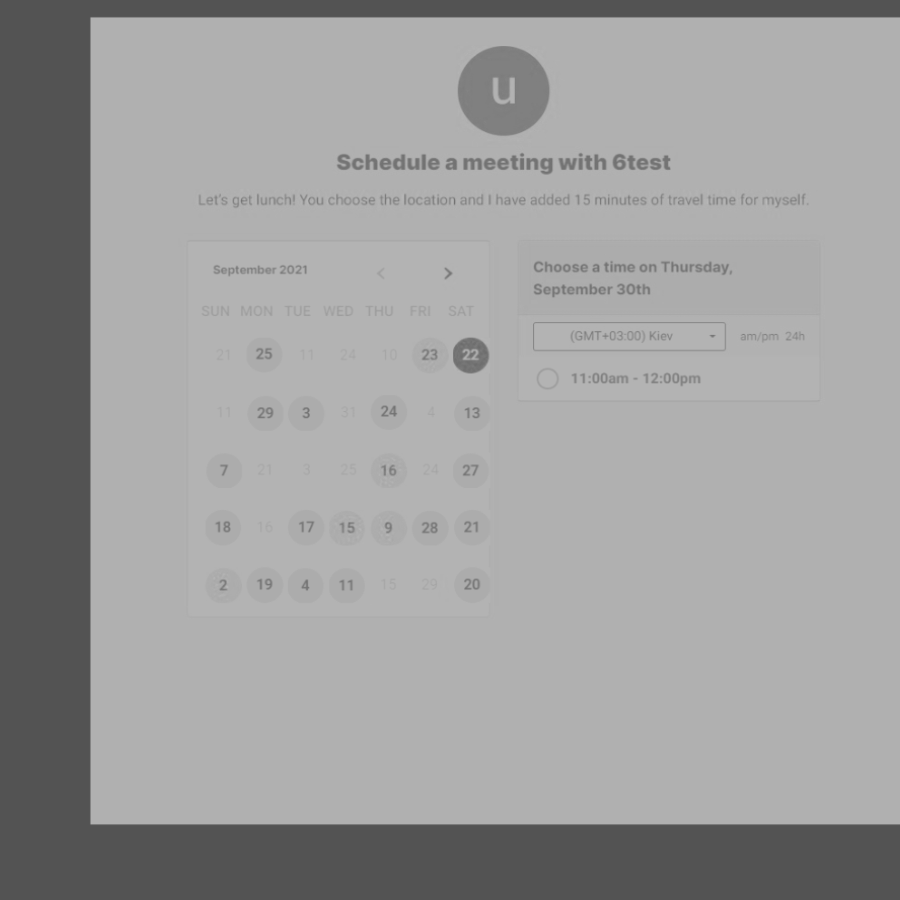 u
Schedule a meeting with 6test
Let's get lunch! You choose the location and I have added 15 minutes of travel time for myself.
September 2021
SUN MON TUE WED THU FRI SAT
21 25 11 24 10 23 22
11 29 3 31 24 4 13
7 21 3 25 16 24 27
18 16 17 15 9 28 21
2 19 4 11 15 29 20
Choose a time on Thursday,
September 30th
(GMT+03:00) Kiev am/pm 24h
11:00am - 12:00pm